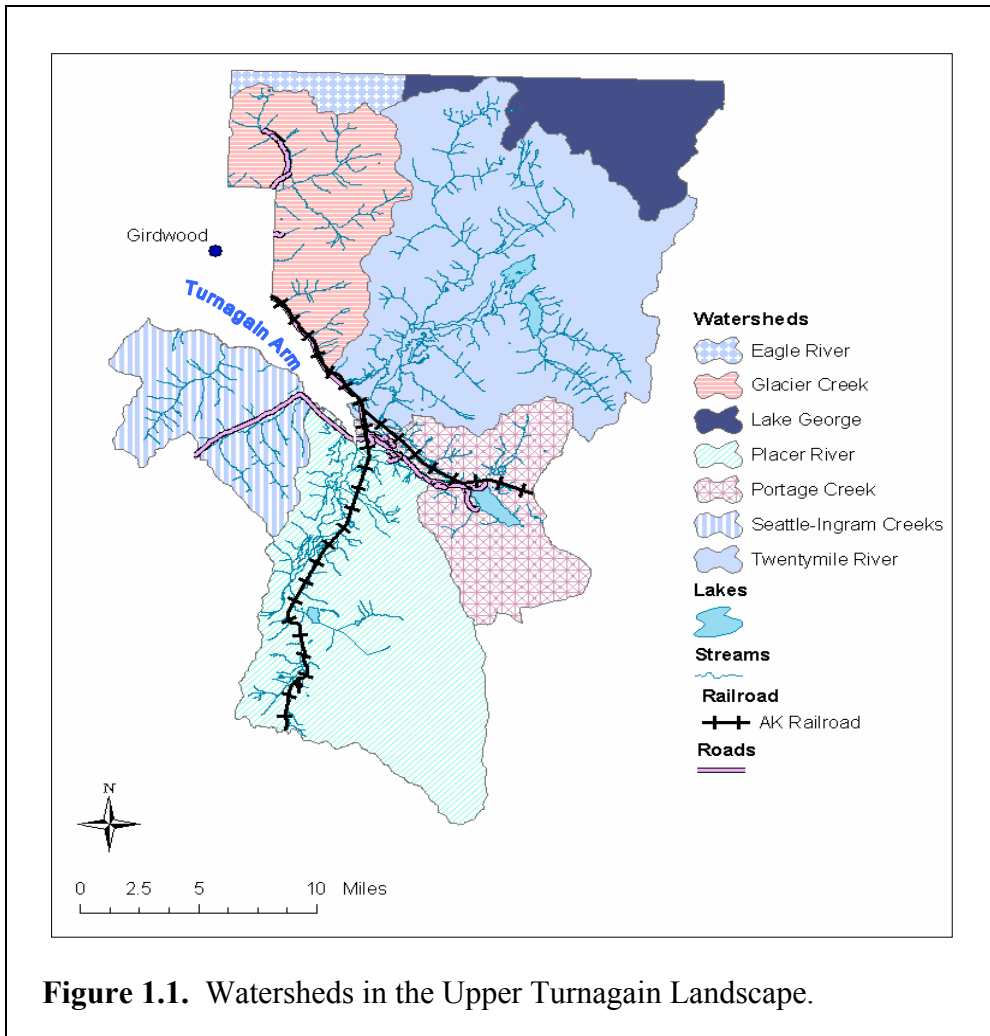 Girdwood
Turnagain Arm
Watersheds
Eagle River
Glacier Creek
Lake George
Placer River
Portage Creek
Seattle-Ingram Creeks
Twentymile River
Lakes
Streams
Railroad
AK Railroad
Roads
N
0 2.5 5 10 Miles
Figure 1.1. Watersheds in the Upper Turnagain Landscape.